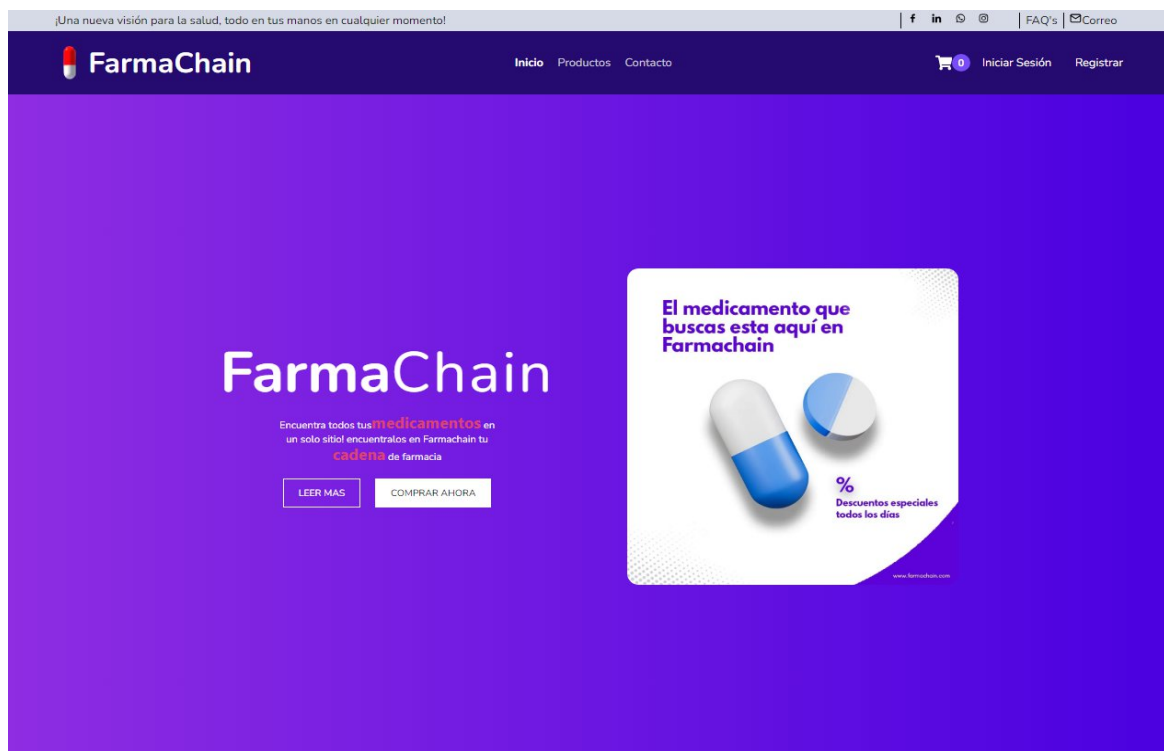 ¡Una nueva visión para la salud, todo en tus manos en cualquier momento!
FAQ's
Correo
FarmaChain
Inicio Productos Contacto
0
Iniciar Sesión
Registrar
FarmaChain
Encuentra todos tus medicamentos en
un solo sitio! encuentralos en Farmachain tu
cadena de farmacia
LEER MAS
COMPRAR AHORA
El medicamento que
buscas esta aquí en
Farmachain
%
Descuentos especiales
todos los días
www.farmachain.com